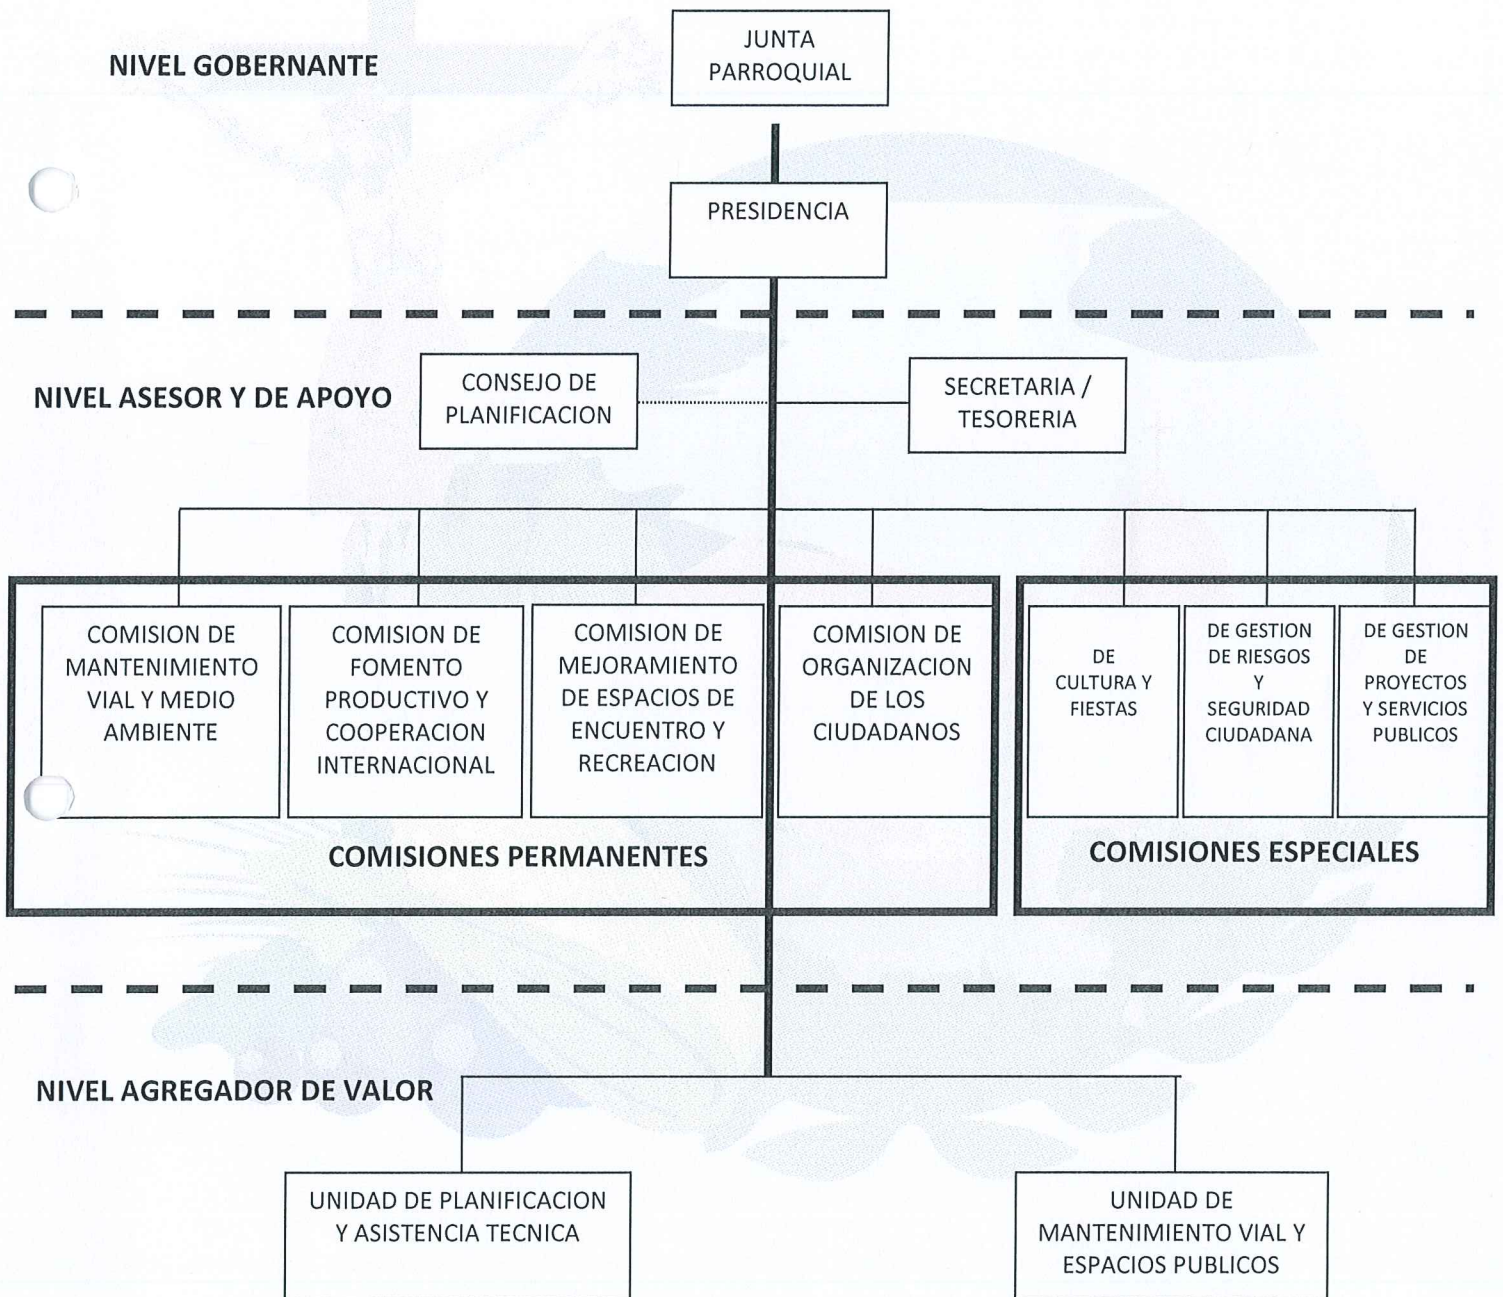 NIVEL GOBERNANTE
JUNTA
PARROQUIAL
PRESIDENCIA
NIVEL ASESOR Y DE APOYO
CONSEJO DE
PLANIFICACION
SECRETARIA /
TESORERIA
COMISION DE
MANTENIMIENTO
VIAL Y MEDIO
AMBIENTE
COMISION DE
FOMENTO
PRODUCTIVO Y
COOPERACION
INTERNACIONAL
COMISION DE
MEJORAMIENTO
DE ESPACIOS DE
ENCUENTRO Y
RECREACION
COMISION DE
ORGANIZACION
DE LOS
CIUDADANOS
COMISIONES PERMANENTES
DE
CULTURA Y
FIESTAS
DE GESTION
DE RIESGOS
Y
SEGURIDAD
CIUDADANA
DE GESTION
DE
PROYECTOS
Y SERVICIOS
PUBLICOS
COMISIONES ESPECIALES
NIVEL AGREGADOR DE VALOR
UNIDAD DE PLANIFICACION
Y ASISTENCIA TECNICA
UNIDAD DE
MANTENIMIENTO VIAL Y
ESPACIOS PUBLICOS